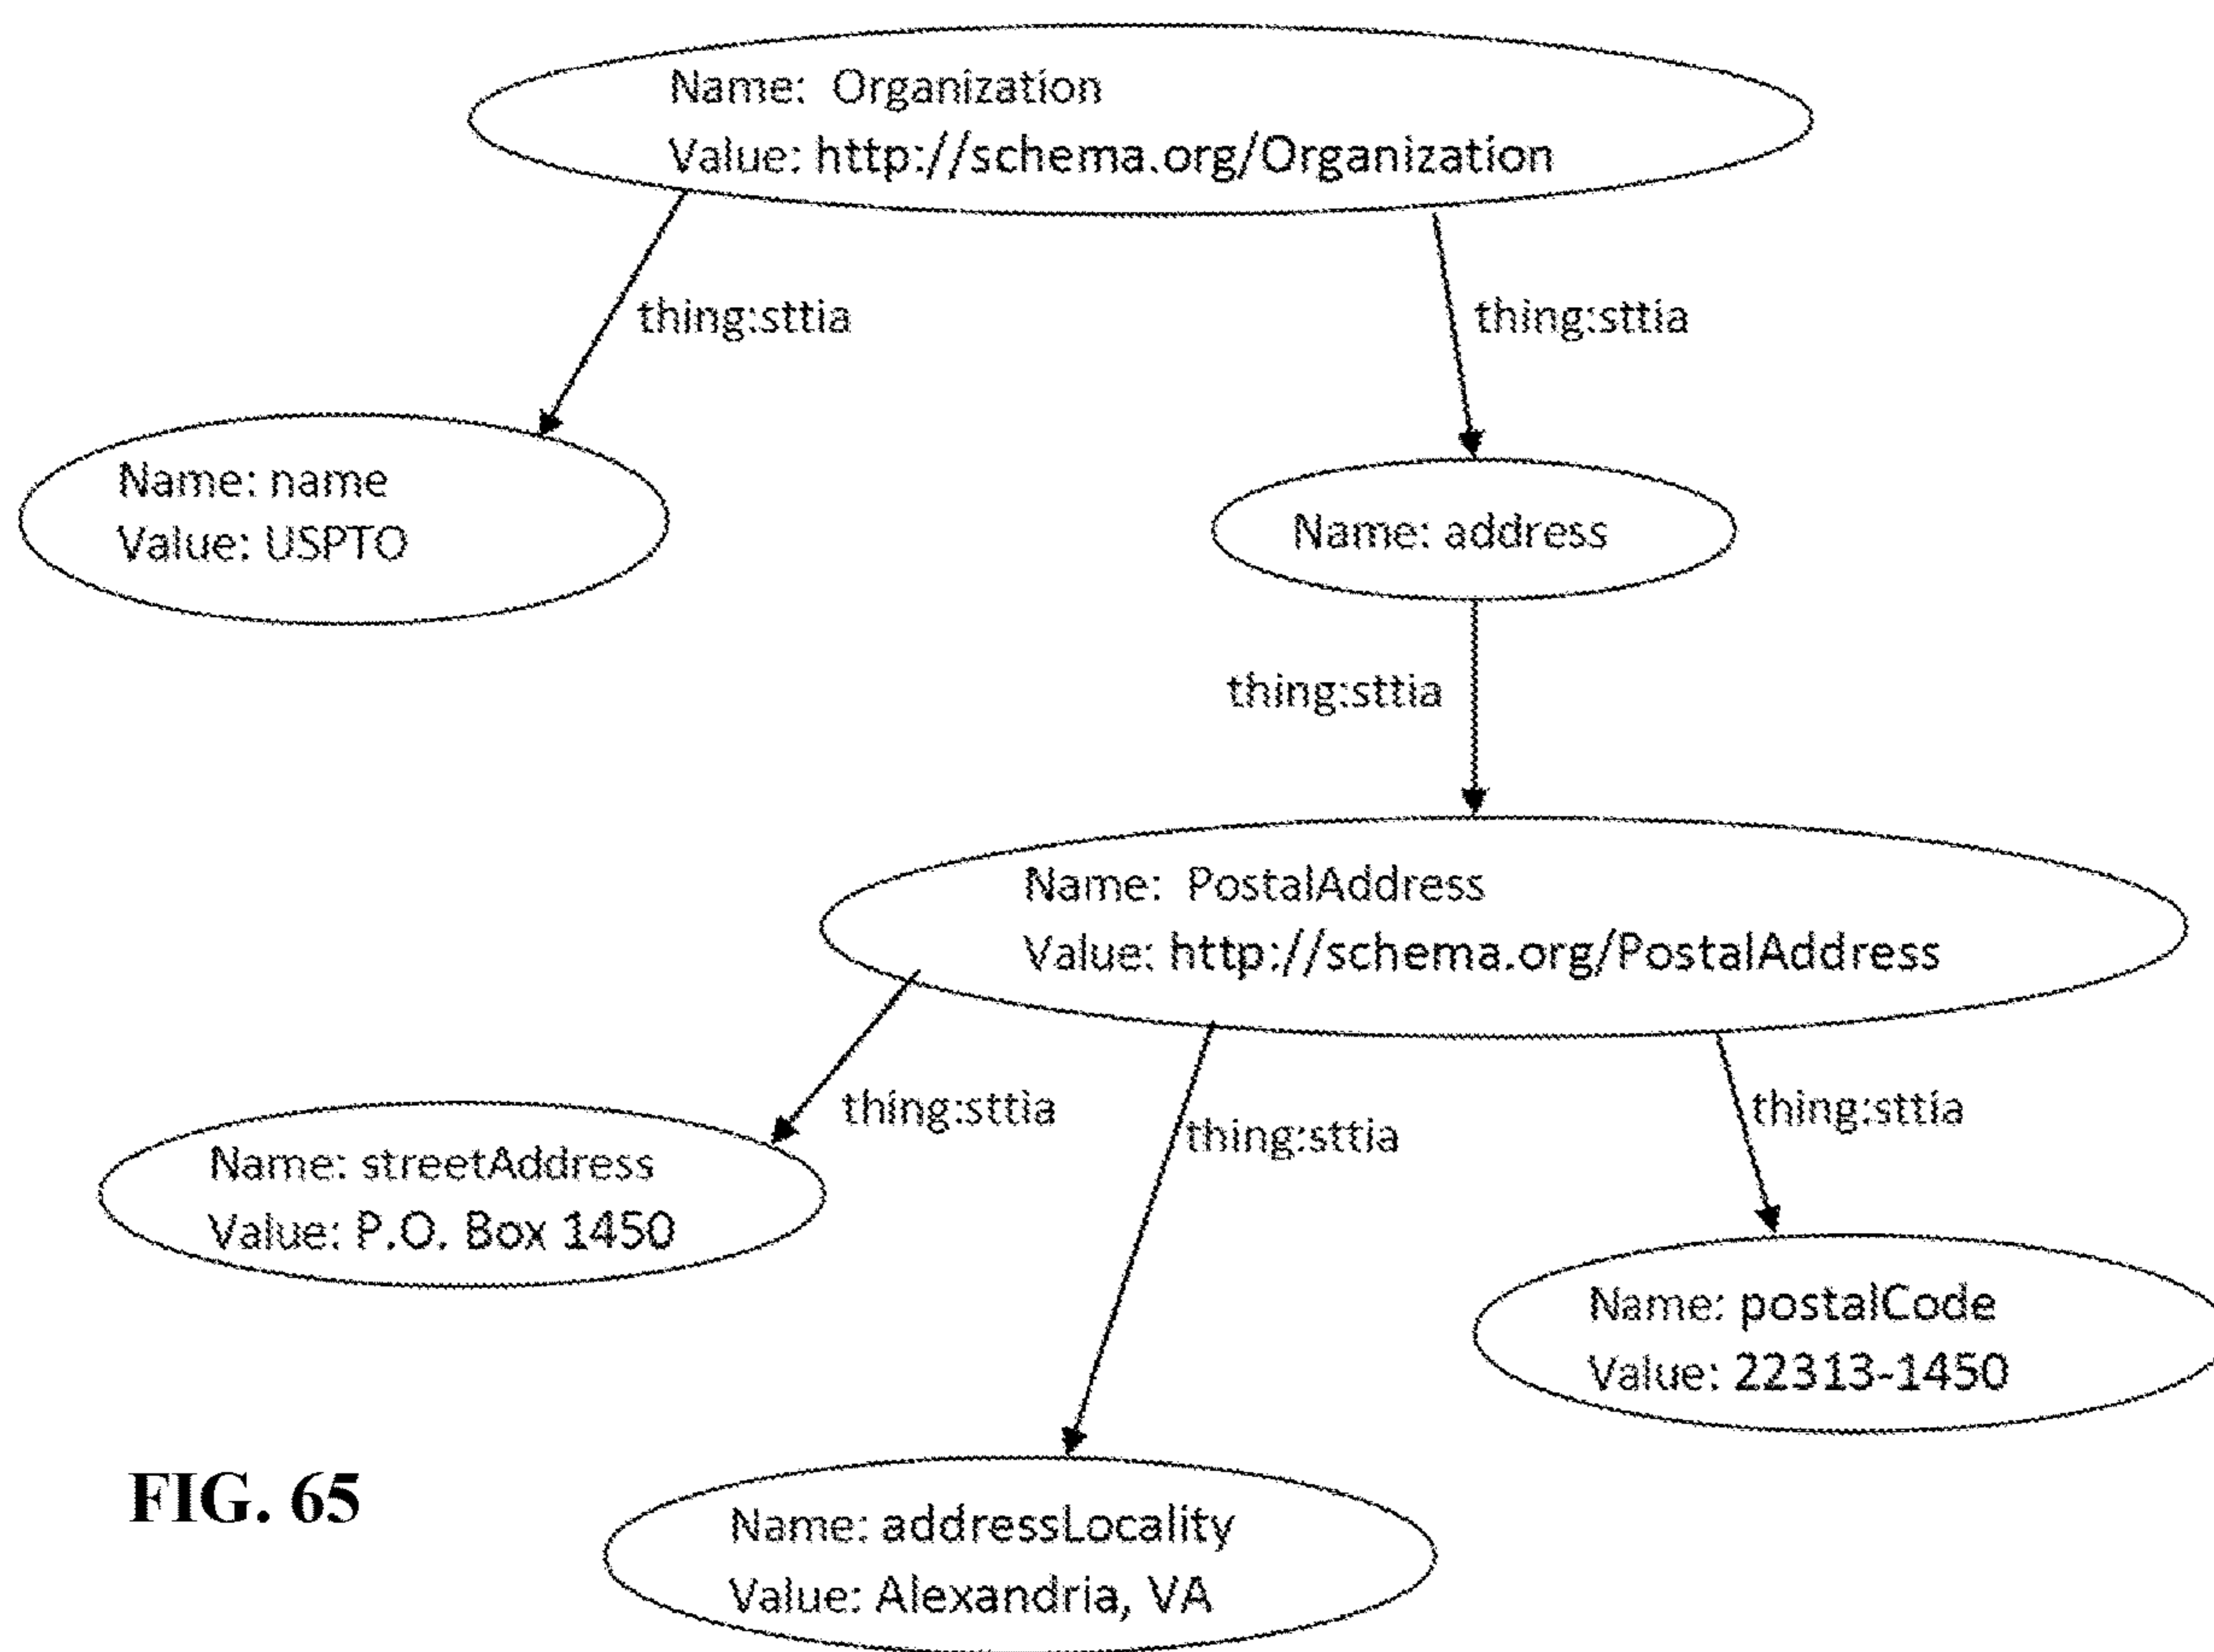 Name: Organization
Value: http://schema.org/Organization
thing:sttia
thing:sttia
Name: name
Value: USPTO
Name: address
thing:sttia
Name: PostalAddress
Value: http://schema.org/PostalAddress
thing:sttia
thing:sttia
thing:sttia
Name: streetAddress
Value: P.O. Box 1450
Name: postalCode
Value: 22313-1450
FIG. 65
Name: addressLocality
Value: Alexandria, VA